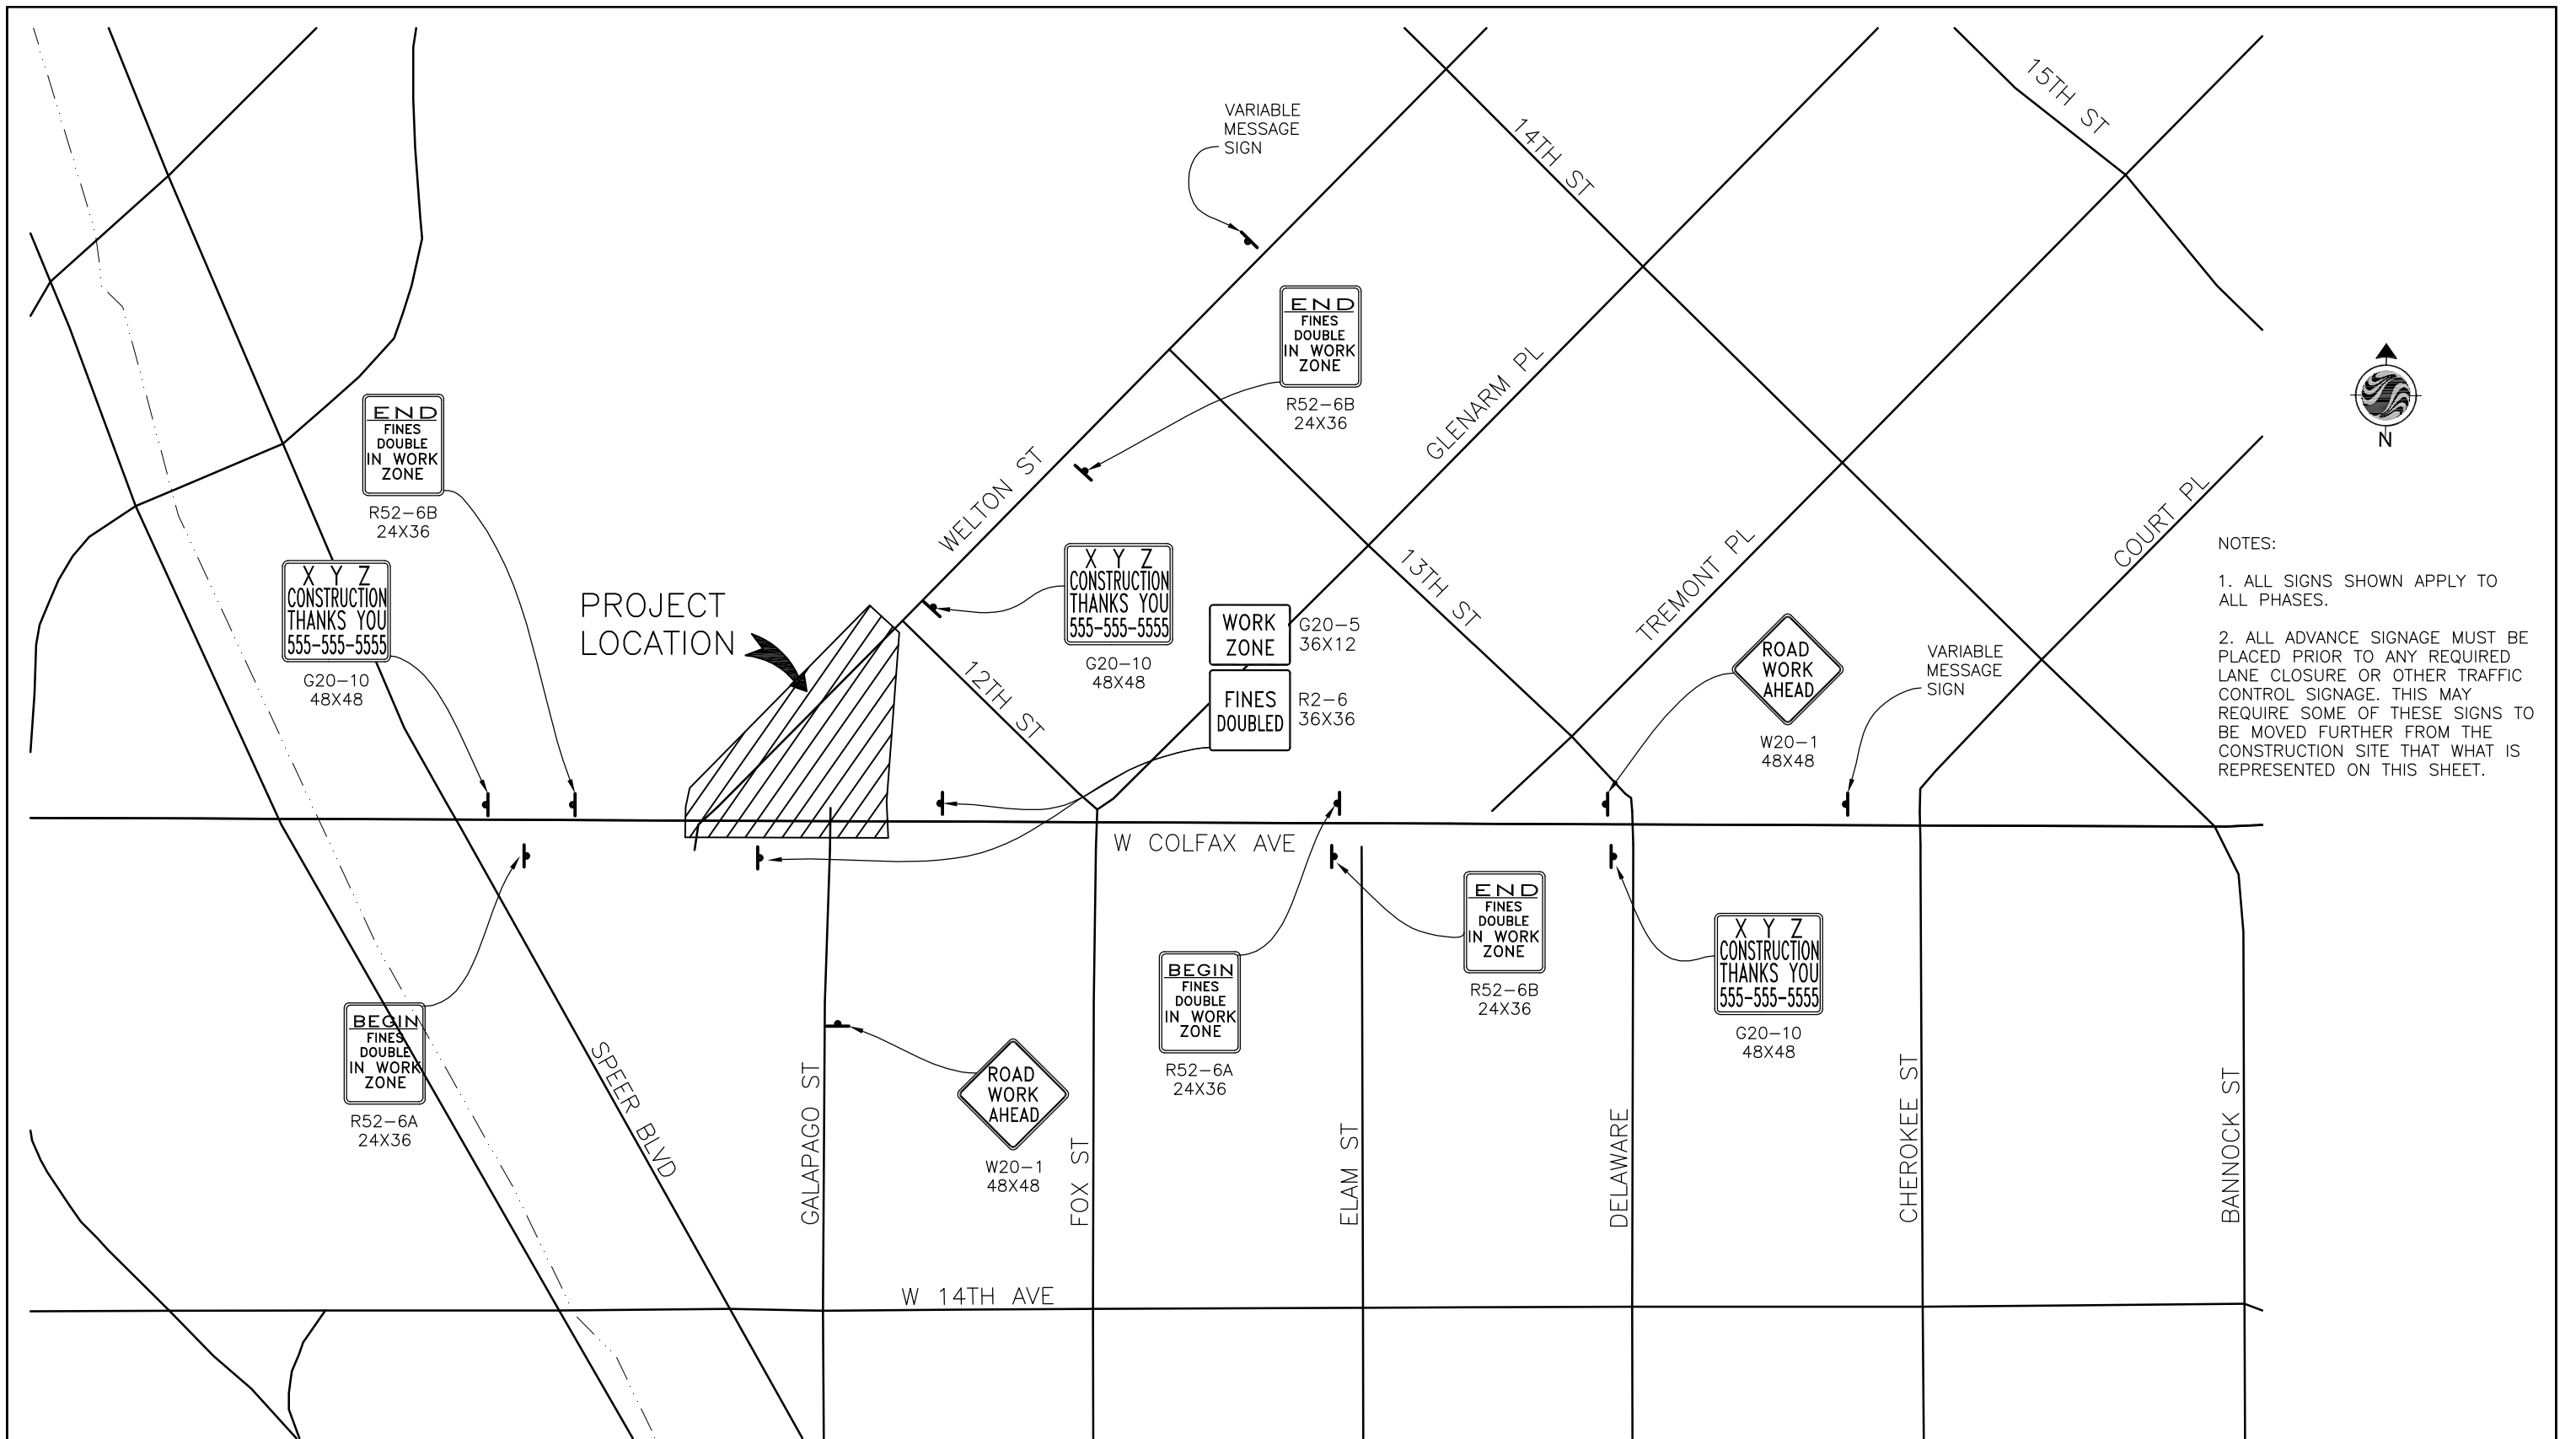 15TH ST
VARIABLE
MESSAGE
SIGN
14TH ST
END
FINES
DOUBLE
IN WORK
ZONE
R52-6B
24X36
GLENARM PL
END
FINES
DOUBLE
IN WORK
ZONE
R52-6B
24X36
WELTON ST
N
COURT PL
X Y Z
CONSTRUCTION
THANKS YOU
555-555-5555
G20-10
48X48
PROJECT
LOCATION
X Y Z
CONSTRUCTION
THANKS YOU
555-555-5555
G20-10
48X48
12TH ST
WORK
ZONE
G20-5
36X12
FINES
DOUBLED
R2-6
36X36
13TH ST
TREMONT PL
ROAD
WORK
AHEAD
W20-1
48X48
VARIABLE
MESSAGE
SIGN
NOTES:
1. ALL SIGNS SHOWN APPLY TO
ALL PHASES.
2. ALL ADVANCE SIGNAGE MUST BE
PLACED PRIOR TO ANY REQUIRED
LANE CLOSURE OR OTHER TRAFFIC
CONTROL SIGNAGE. THIS MAY
REQUIRE SOME OF THESE SIGNS TO
BE MOVED FURTHER FROM THE
CONSTRUCTION SITE THAT WHAT IS
REPRESENTED ON THIS SHEET.
W COLFAX AVE
BEGIN
FINES
DOUBLE
IN WORK
ZONE
R52-6A
24X36
SPEER BLVD
GALAPAGO ST
ROAD
WORK
AHEAD
W20-1
48X48
FOX ST
BEGIN
FINES
DOUBLE
IN WORK
ZONE
R52-6A
24X36
ELAM ST
END
FINES
DOUBLE
IN WORK
ZONE
R52-6B
24X36
DELAWARE
X Y Z
CONSTRUCTION
THANKS YOU
555-555-5555
G20-10
48X48
CHEROKEE ST
BANNOCK ST
W 14TH AVE